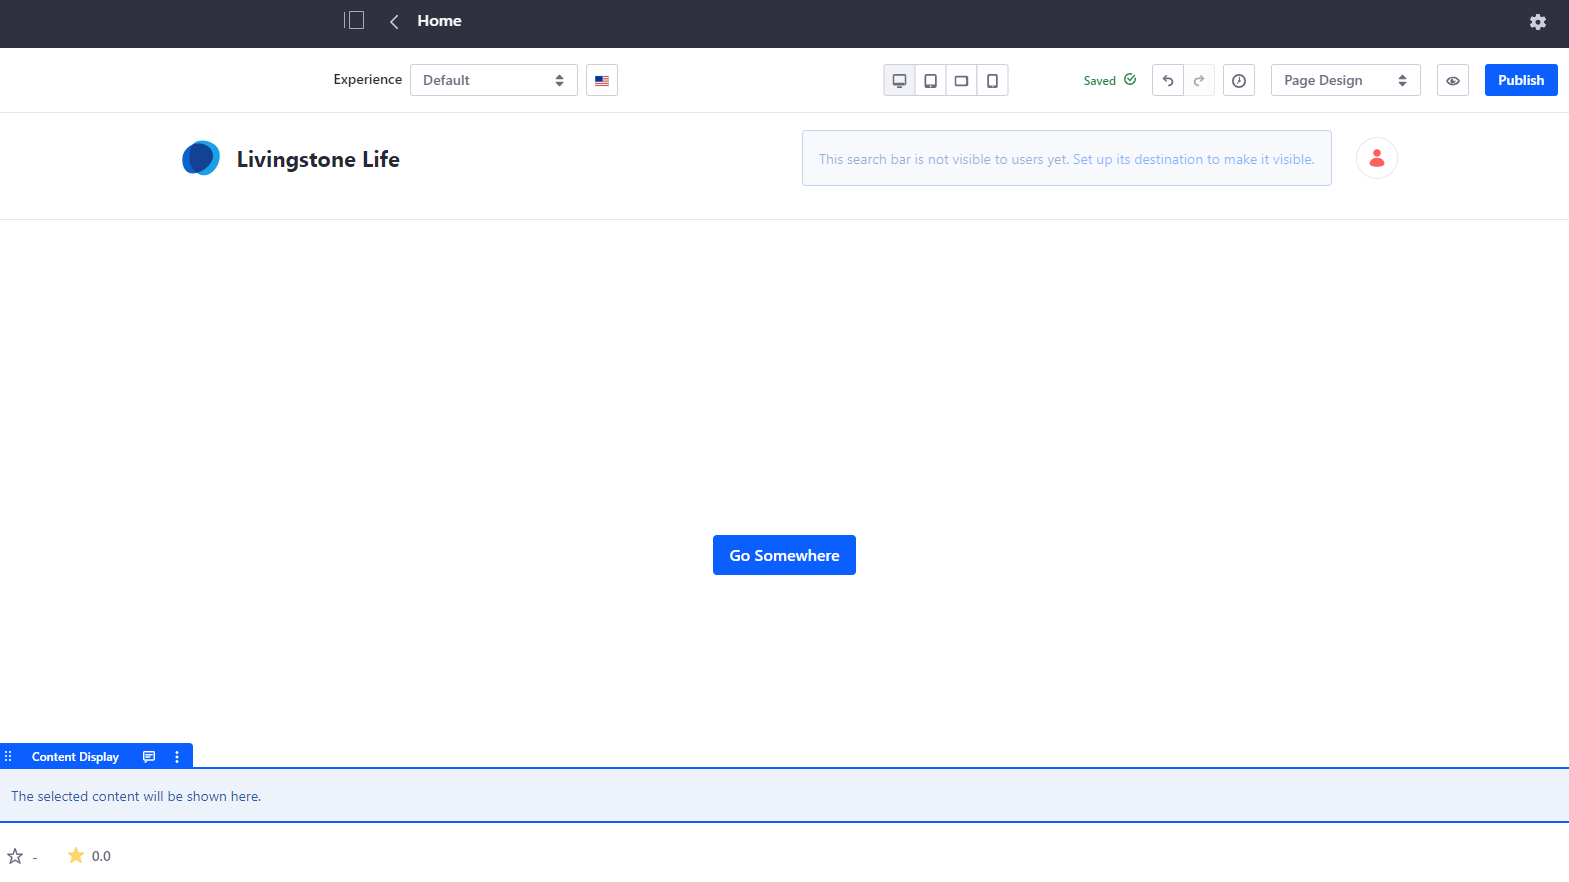 Home
Experience Default
Saved
Page Design
Publish
Livingstone Life
This search bar is not visible to users yet. Set up its destination to make it visible.
Go Somewhere
Content Display
The selected content will be shown here.
- 0.0